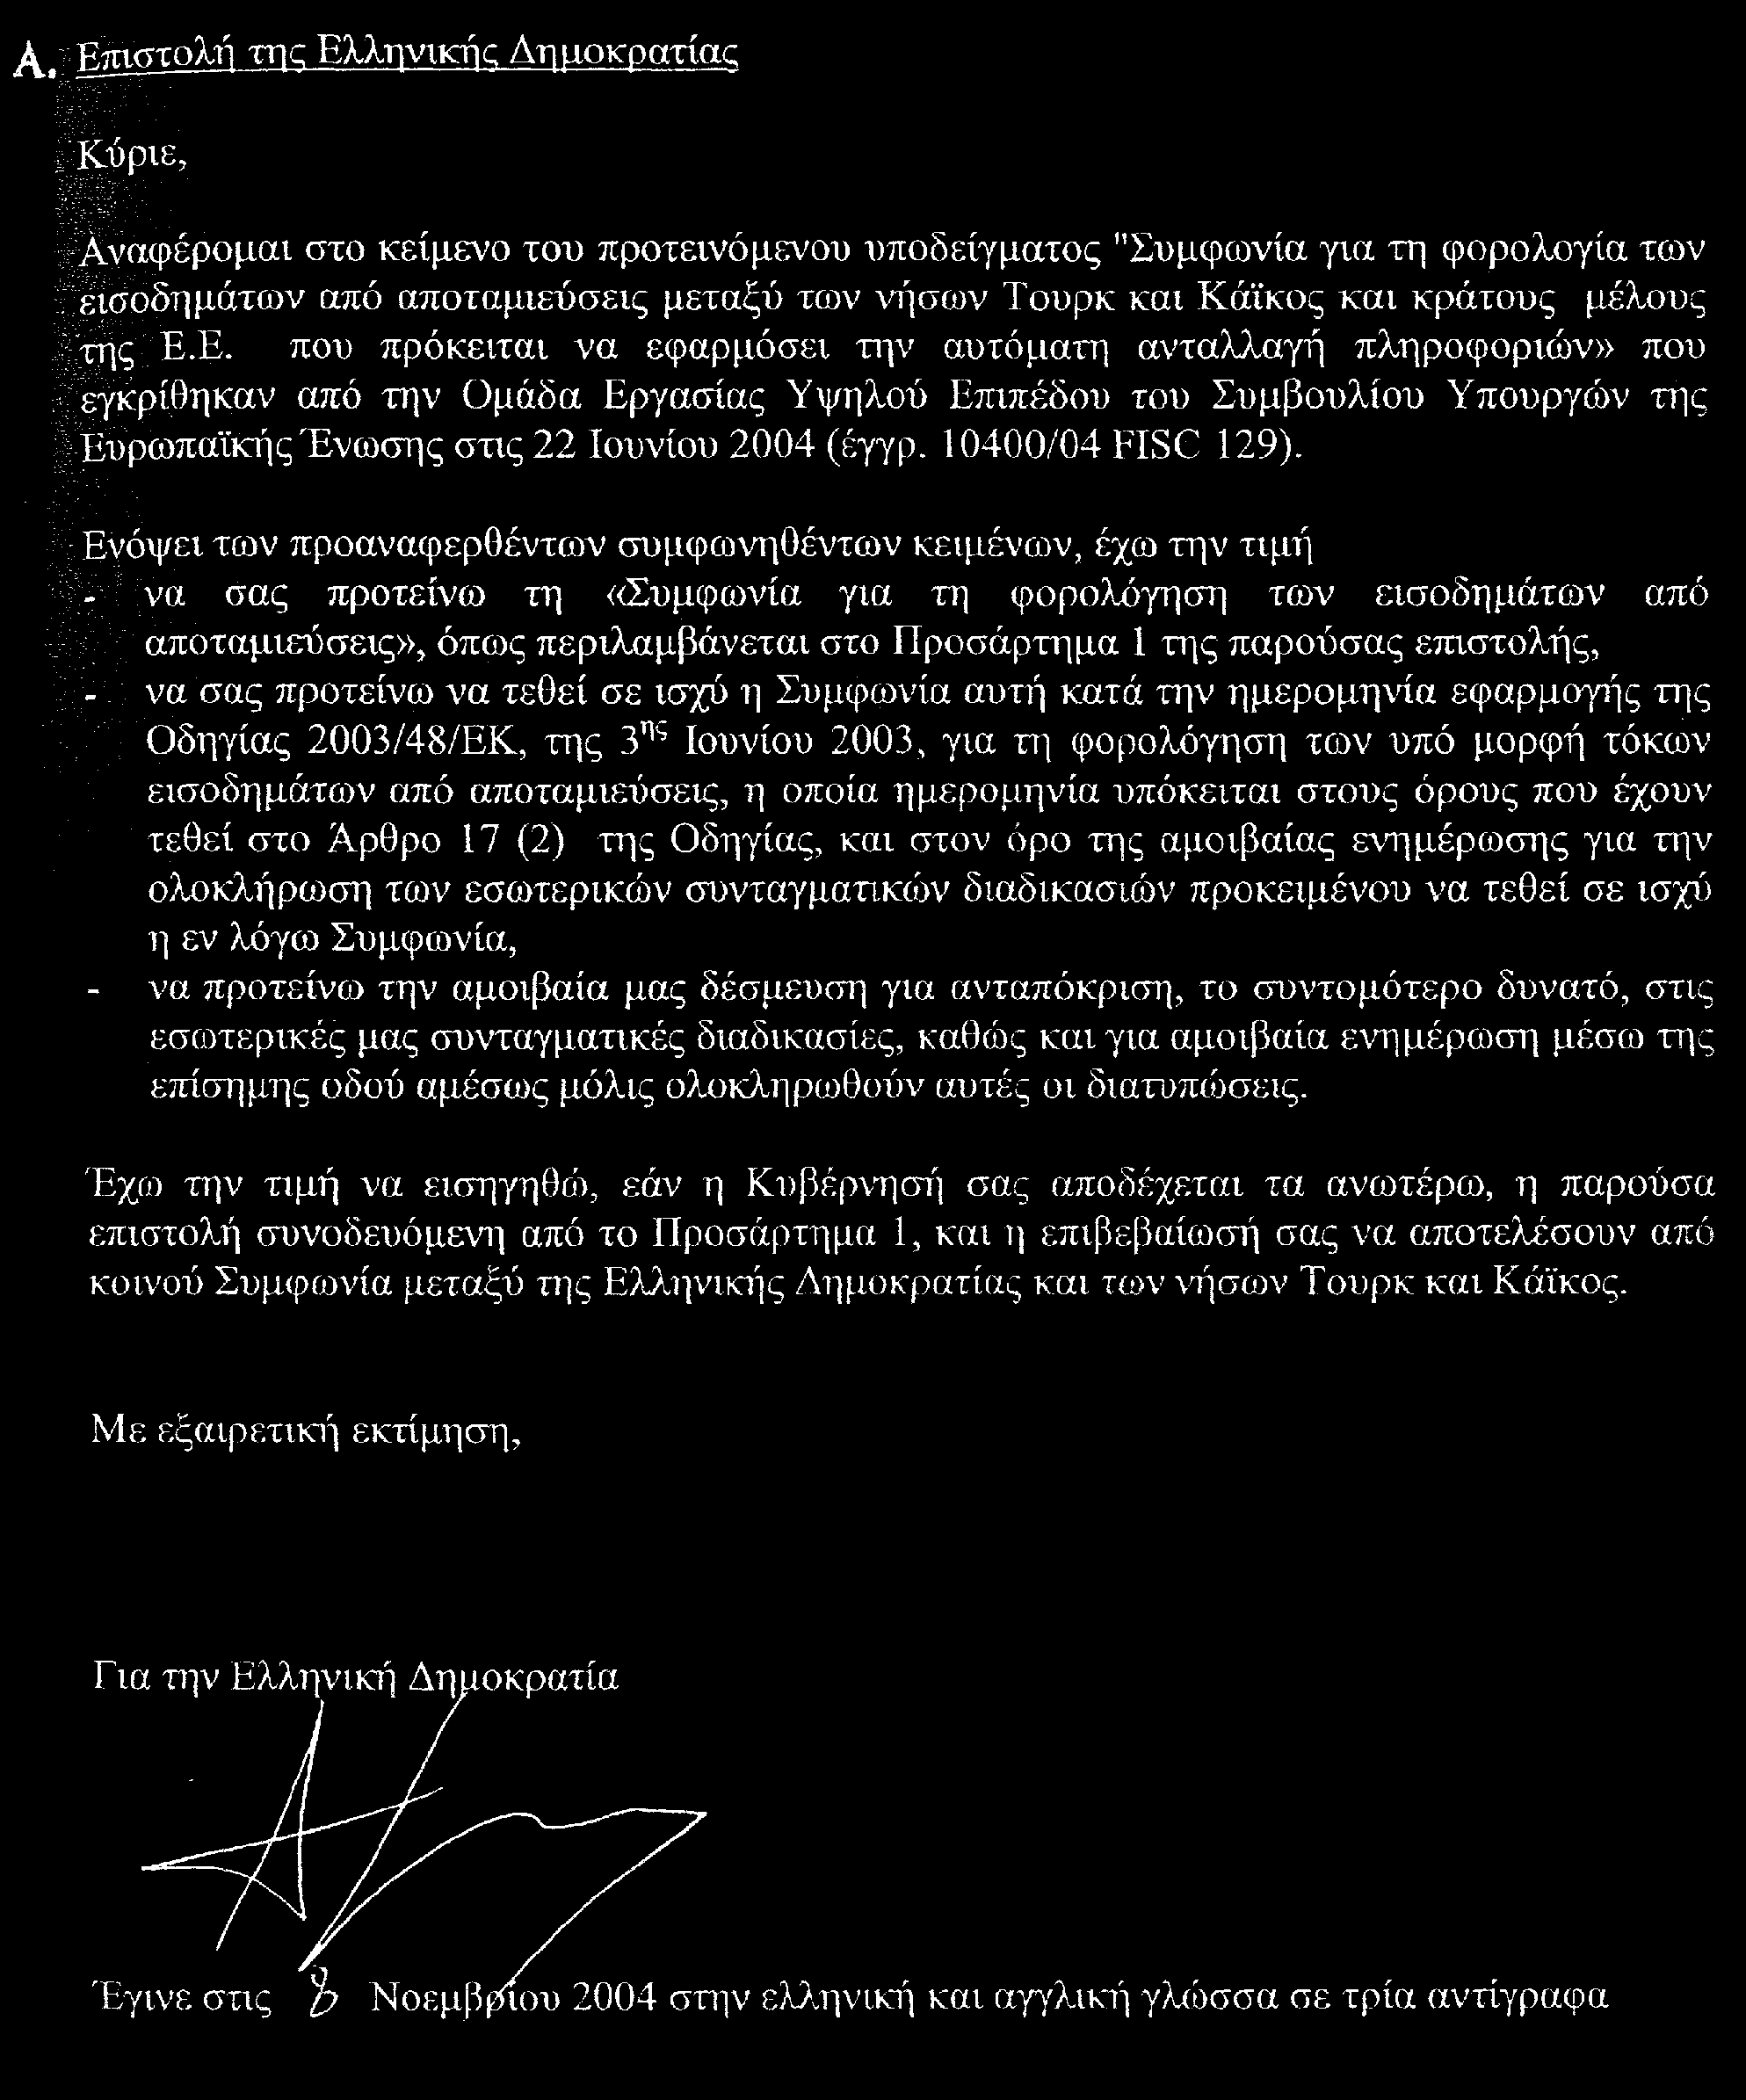 Α. Επιστολή της Ελληνικής Δημοκρατίας
Κύριε,
Αναφέρομαι στο κείμενο του προτεινόμενου υποδείγματος "Συμφωνία για τη φορολογία των
εισοδημάτων από αποταμιεύσεις μεταξύ των νήσων Τουρκ και Κάϊκος και κράτους μέλους
της Ε.Ε. που πρόκειται να εφαρμόσει την αυτόματη ανταλλαγή πληροφοριών» που
εγκρίθηκαν από την Ομάδα Εργασίας Υψηλού Επιπέδου του Συμβουλίου Υπουργών της
Ευρωπαϊκής Ένωσης στις 22 Ιουνίου 2004 (έγγρ. 10400/04 FISC 129).
Ενόψει των προαναφερθέντων συμφωνηθέντων κειμένων, έχω την τιμή
- να σας προτείνω τη «Συμφωνία για τη φορολόγηση των εισοδημάτων από
αποταμιεύσεις», όπως περιλαμβάνεται στο Προσάρτημα 1 της παρούσας επιστολής,
- να σας προτείνω να τεθεί σε ισχύ η Συμφωνία αυτή κατά την ημερομηνία εφαρμογής της
Οδηγίας 2003/48/ΕΚ, της 3ης Ιουνίου 2003, για τη φορολόγηση των υπό μορφή τόκων
εισοδημάτων από αποταμιεύσεις, η οποία ημερομηνία υπόκειται στους όρους που έχουν
τεθεί στο Άρθρο 17 (2) της Οδηγίας, και στον όρο της αμοιβαίας ενημέρωσης για την
ολοκλήρωση των εσωτερικών συνταγματικών διαδικασιών προκειμένου να τεθεί σε ισχύ
η εν λόγω Συμφωνία,
- να προτείνω την αμοιβαία μας δέσμευση για ανταπόκριση, το συντομότερο δυνατό, στις
εσωτερικές μας συνταγματικές διαδικασίες, καθώς και για αμοιβαία ενημέρωση μέσω της
επίσημης οδού αμέσως μόλις ολοκληρωθούν αυτές οι διατυπώσεις.
Έχω την τιμή να εισηγηθώ, εάν η Κυβέρνησή σας αποδέχεται τα ανωτέρω, η παρούσα
επιστολή συνοδευόμενη από το Προσάρτημα 1, και η επιβεβαίωσή σας να αποτελέσουν από
κοινού Συμφωνία μεταξύ της Ελληνικής Δημοκρατίας και των νήσων Τουρκ και Κάϊκος.
Με εξαιρετική εκτίμηση,
Για την Ελληνική Δημοκρατία
Έγινε στις 8 Νοεμβρίου 2004 στην ελληνική και αγγλική γλώσσα σε τρία αντίγραφα